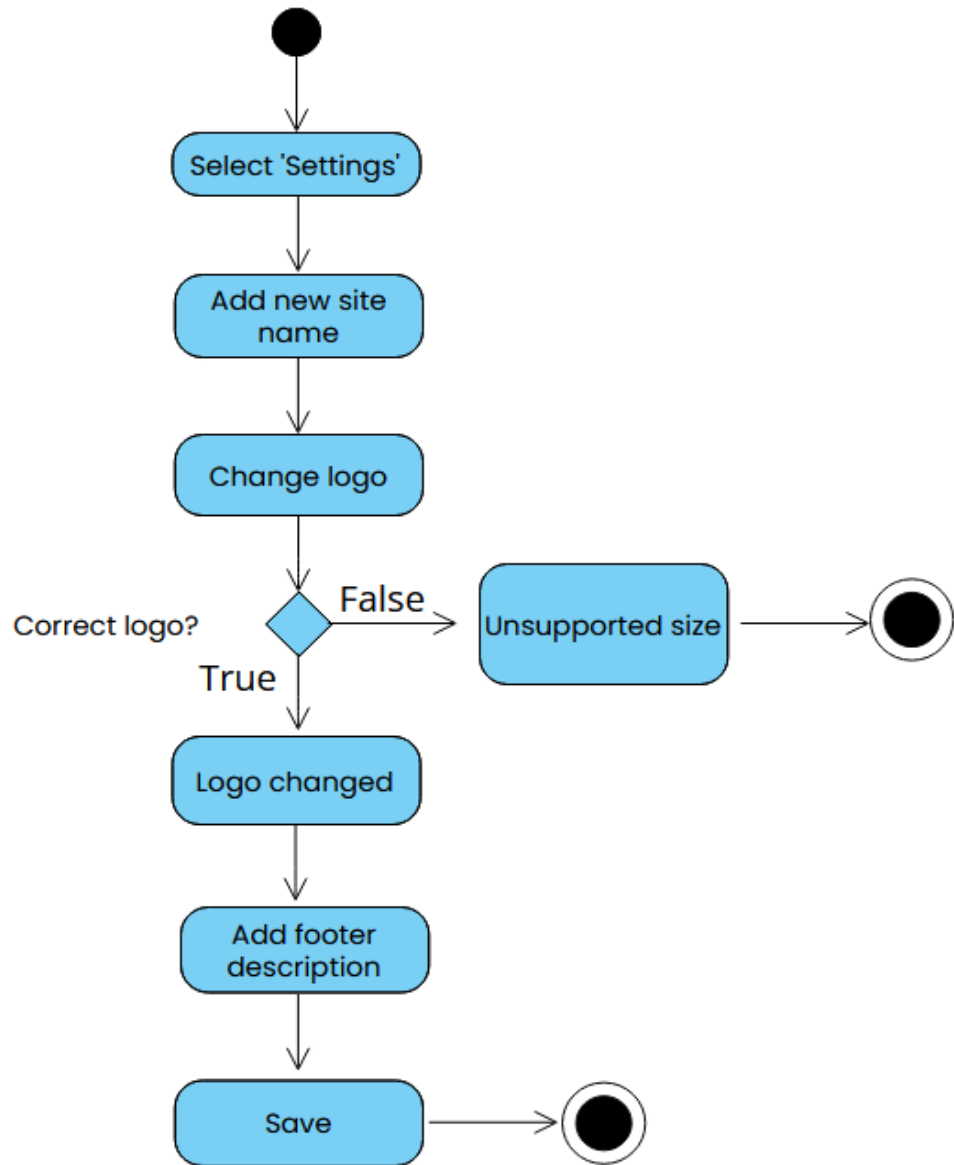 Select 'Settings'
Add new site
name
Change logo
Correct logo?
False
Unsupported size
True
Logo changed
Add footer
description
Save